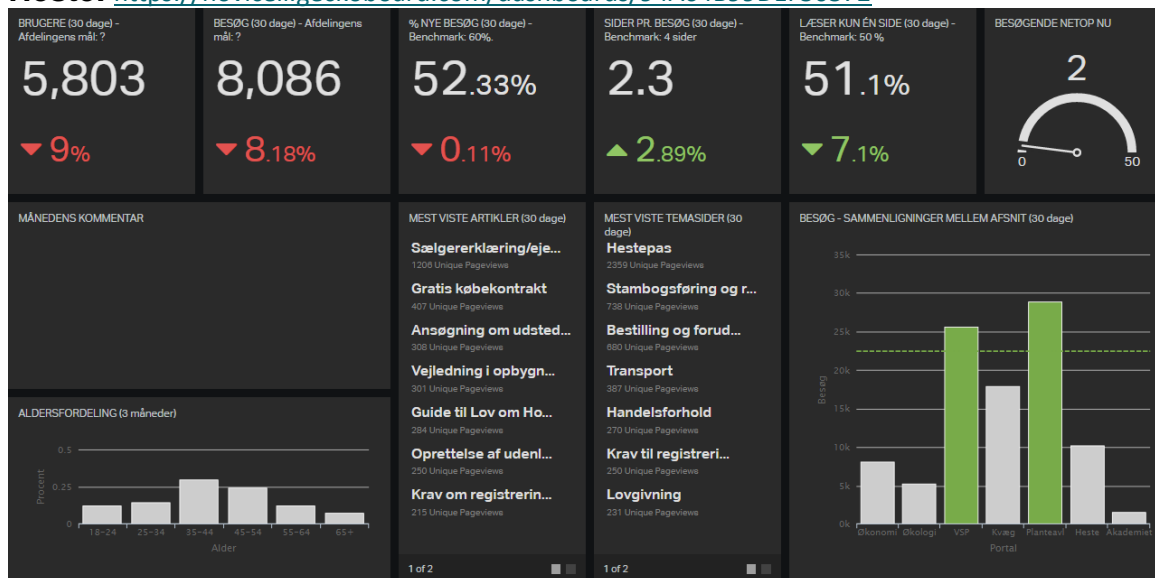 BRUGERE (30 dage) -
Afdelingens mål: ?
5,803
9%
BESØG (30 dage) - Afdelingens
mål: ?
8,086
8.18%
% NYE BESØG (30 dage) -
Benchmark: 60%.
52.33%
0.11%
SIDER PR. BESØG (30 dage) -
Benchmark: 4 sider
2.3
2.89%
LÆSER KUN ÉN SIDE (30 dage) -
Benchmark: 50 %
51.1%
7.1%
BESØGENDE NETOP NU
2
0
50
MÅNEDENS KOMMENTAR
ALDERSFORDELING (3 måneder)
0.5
0.25
0
Procent
18-24 25-34 35-44 45-54 55-64 65+
Alder
MEST VISTE ARTIKLER (30 dage)
Sælgererklæring/eje...
1206 Unique Pageviews
Gratis købekontrakt
407 Unique Pageviews
Ansøgning om udsted...
308 Unique Pageviews
Vejledning i opbygn...
301 Unique Pageviews
Guide til Lov om Ho...
284 Unique Pageviews
Oprettelse af udenl...
250 Unique Pageviews
Krav om registrerin...
215 Unique Pageviews
1 of 2
MEST VISTE TEMASIDER (30
dage)
Hestepas
2359 Unique Pageviews
Stambogsføring og r...
738 Unique Pageviews
Bestilling og forud...
680 Unique Pageviews
Transport
387 Unique Pageviews
Handelsforhold
270 Unique Pageviews
Krav til registreri...
250 Unique Pageviews
Lovgivning
231 Unique Pageviews
1 of 2
BESØG - SAMMENLIGNINGER MELLEM AFSNIT (30 dage)
35k
30k
25k
20k
15k
10k
5k
0k
Besøg
Økonomi Økologi VSP Kvæg Planteavl Heste Akademiet
Portal